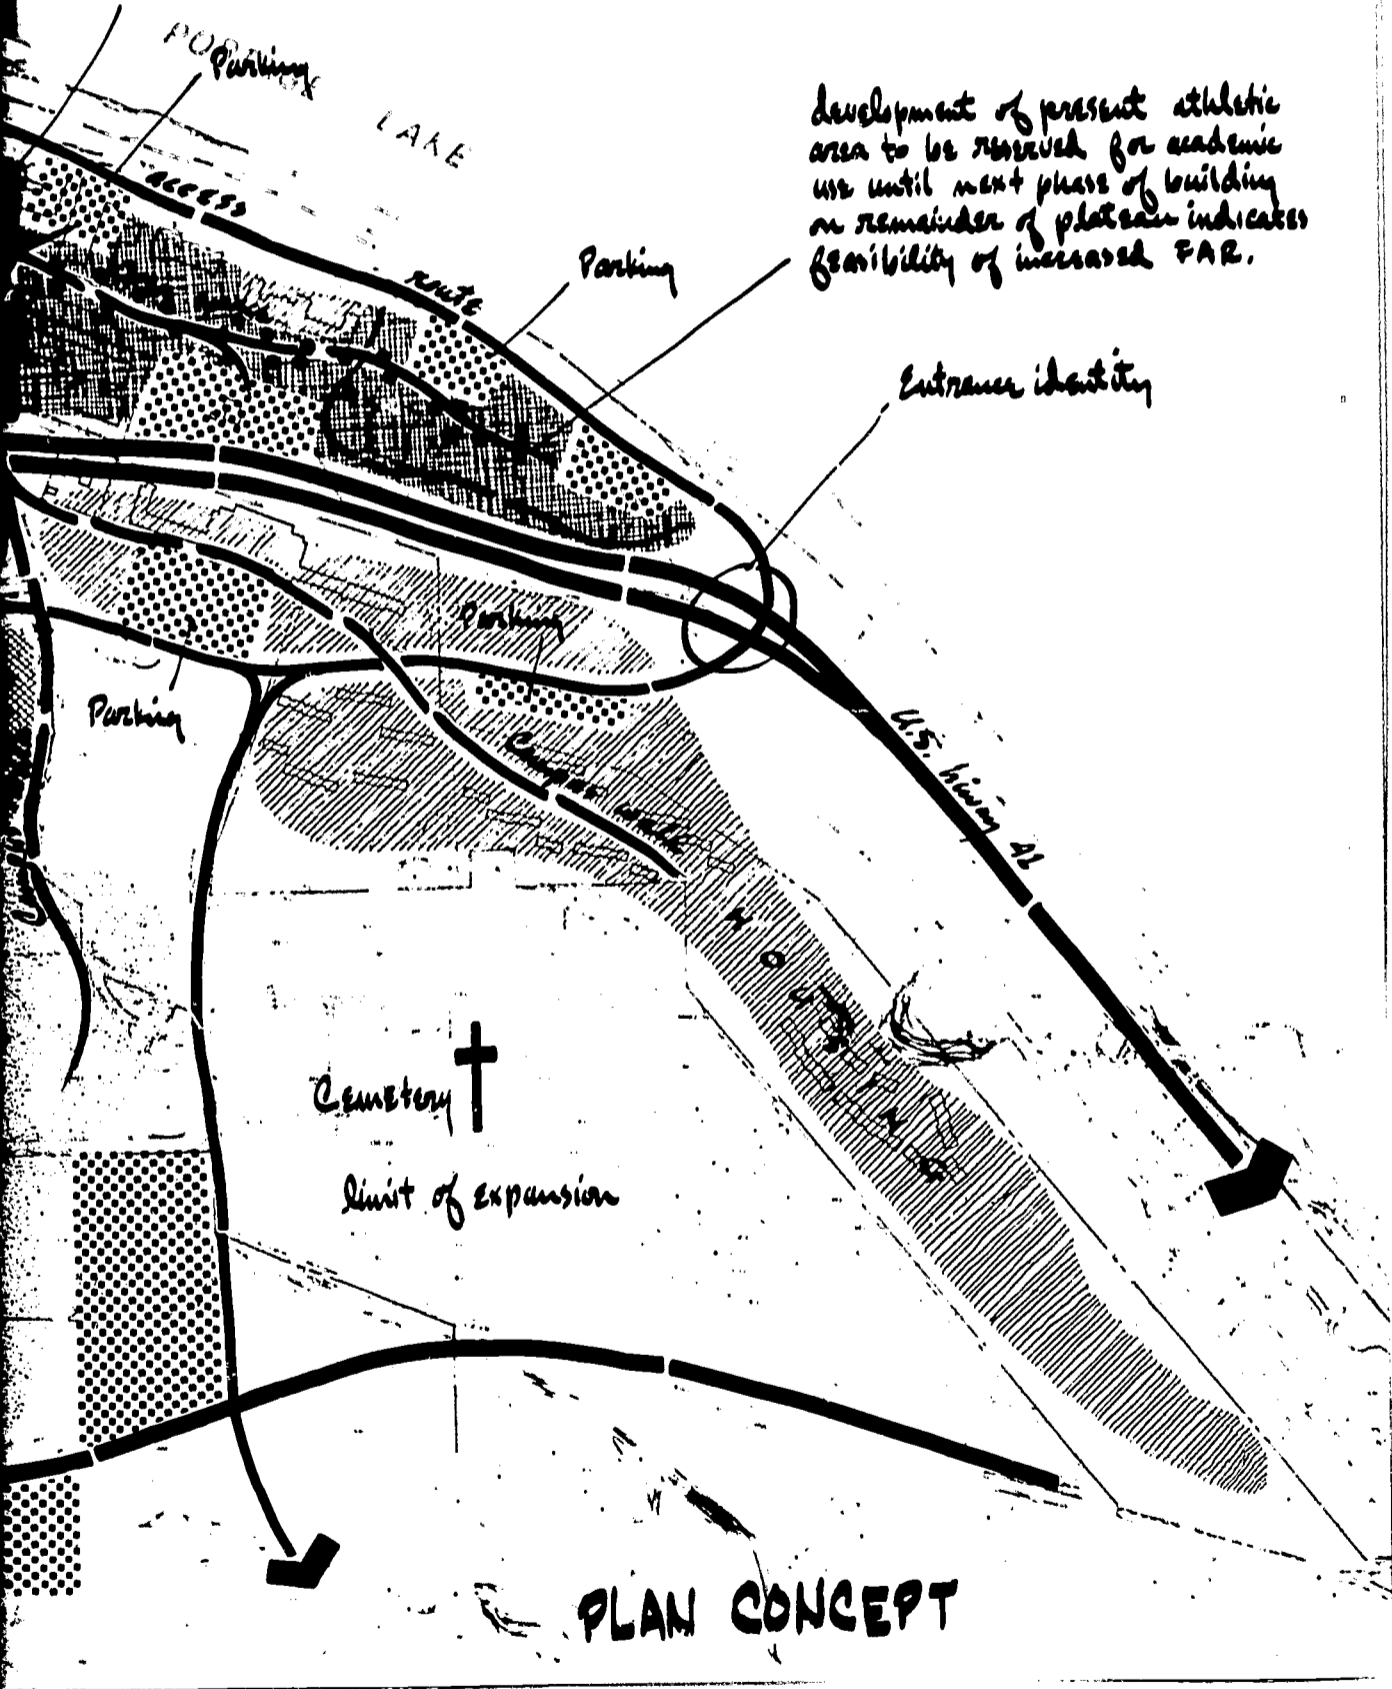 Parking
LAKE
access
route
development of present athletic
area to be reserved for academic
use until next phase of building
on remainder of plateau indicates
feasibility of increased FAR.
Parking
Entrance identity
Parking
Parking
U.S. hiway 41
Campus walk
HOUSING
Cemetery
limit of expansion
PLAN CONCEPT